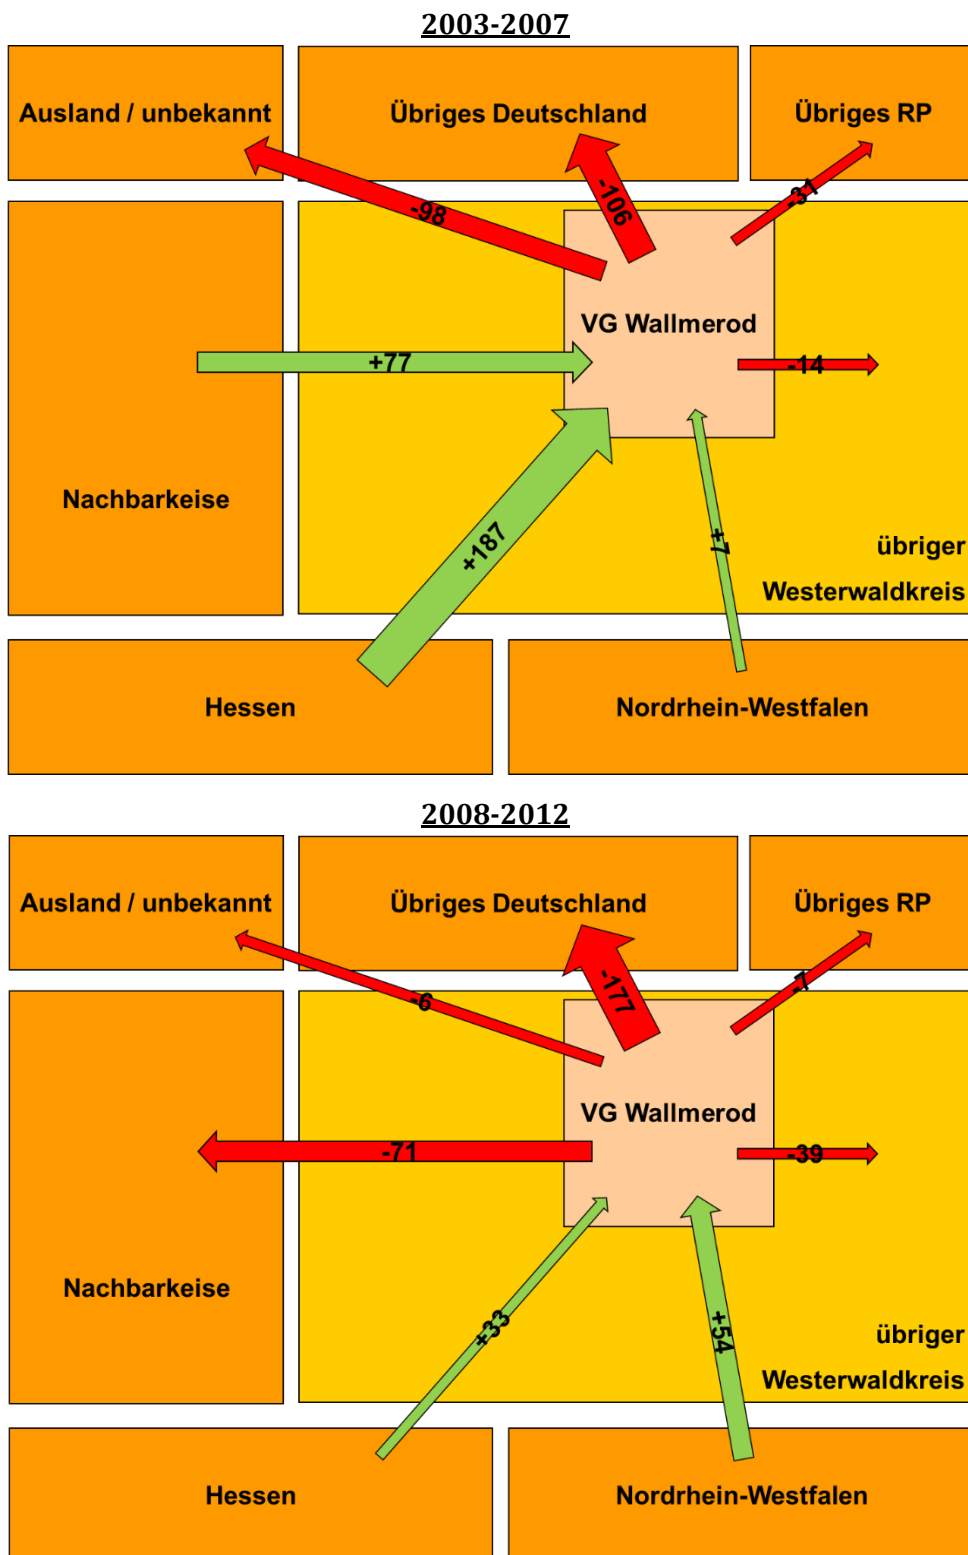 2003-2007
Ausland / unbekannt
Übriges Deutschland
Übriges RP
-98
-106
-31
VG Wallmerod
+77
-14
Nachbarkeise
+187
+7
übriger
Westerwaldkreis
Hessen
Nordrhein-Westfalen
2008-2012
Ausland / unbekannt
Übriges Deutschland
Übriges RP
-6
-177
-1
VG Wallmerod
-71
-39
Nachbarkeise
+33
+54
übriger
Westerwaldkreis
Hessen
Nordrhein-Westfalen